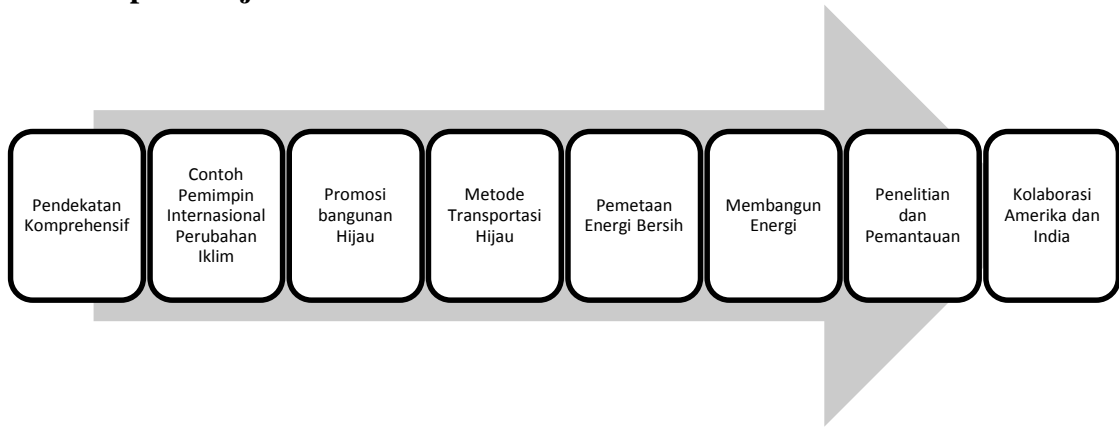 Pendekatan
Komprehensif
Contoh
Pemimpin
Internasional
Perubahan
Iklim
Promosi
bangunan
Hijau
Metode
Transportasi
Hijau
Pemetaan
Energi Bersih
Membangun
Energi
Penelitian
dan
Pemantauan
Kolaborasi
Amerika dan
India